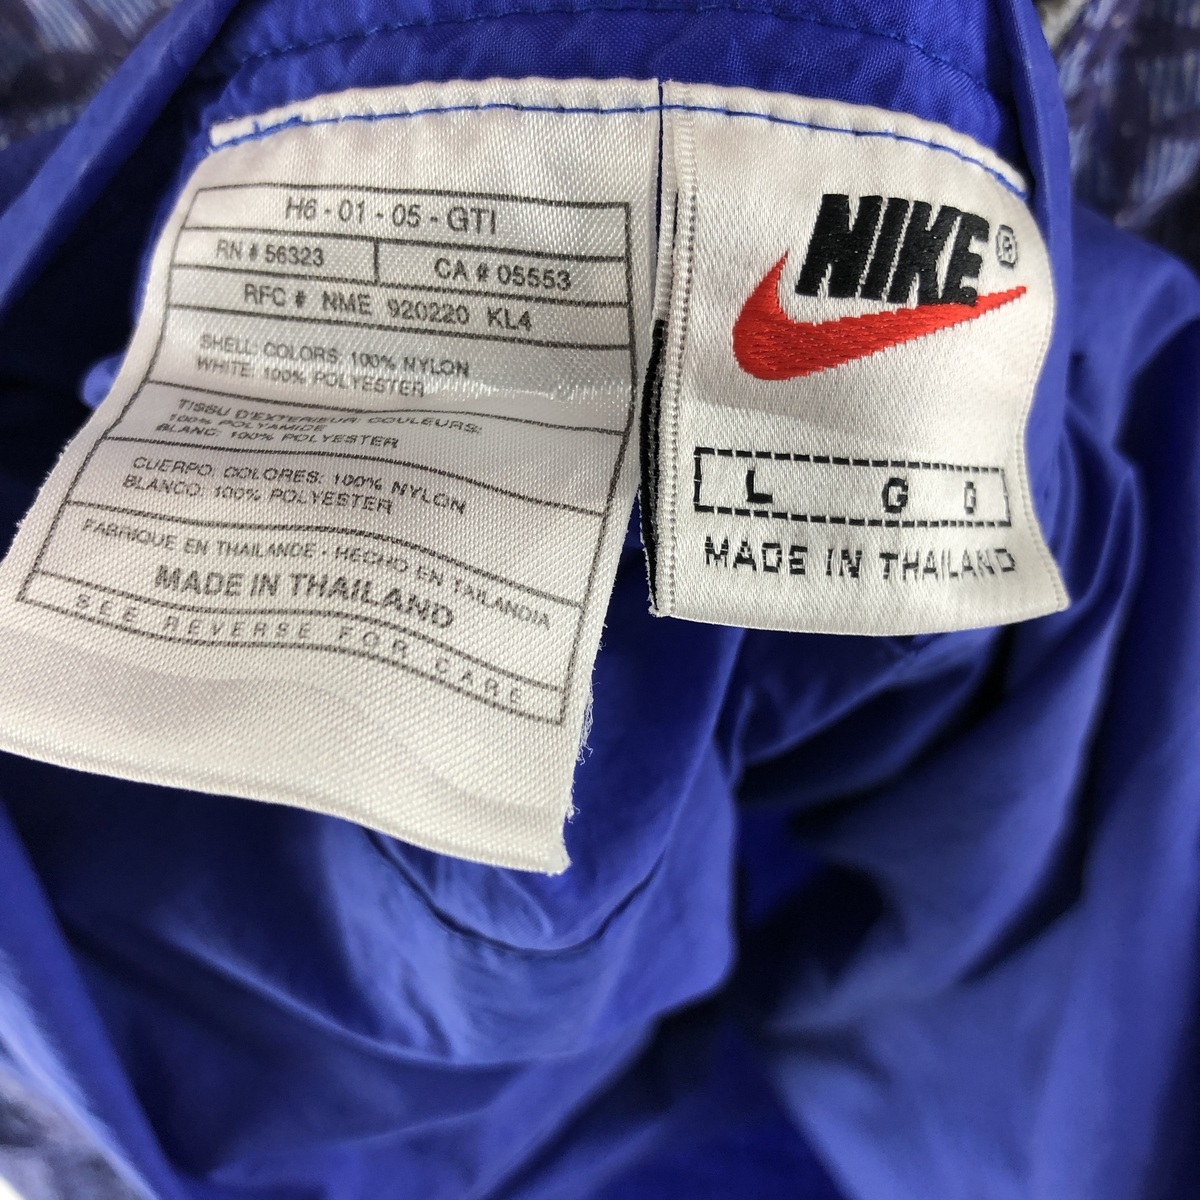 H6 - 01 - 05 - GTI
RN # 56323 CA # 05553
RFC # NME 920220 KL4
SHELL: COLORS: 100% NYLON
WHITE: 100% POLYESTER
TISSU D'EXTERIEUR: COULEURS:
100% POLYAMIDE
BLANC: 100% POLYESTER
CUERPO: COLORES: 100% NYLON
BLANCO: 100% POLYESTER
FABRIQUE EN THAILANDE - HECHO EN TAILANDIA
MADE IN THAILAND
SEE REVERSE FOR CARE
NIKE®
L G G
MADE IN THAILAND